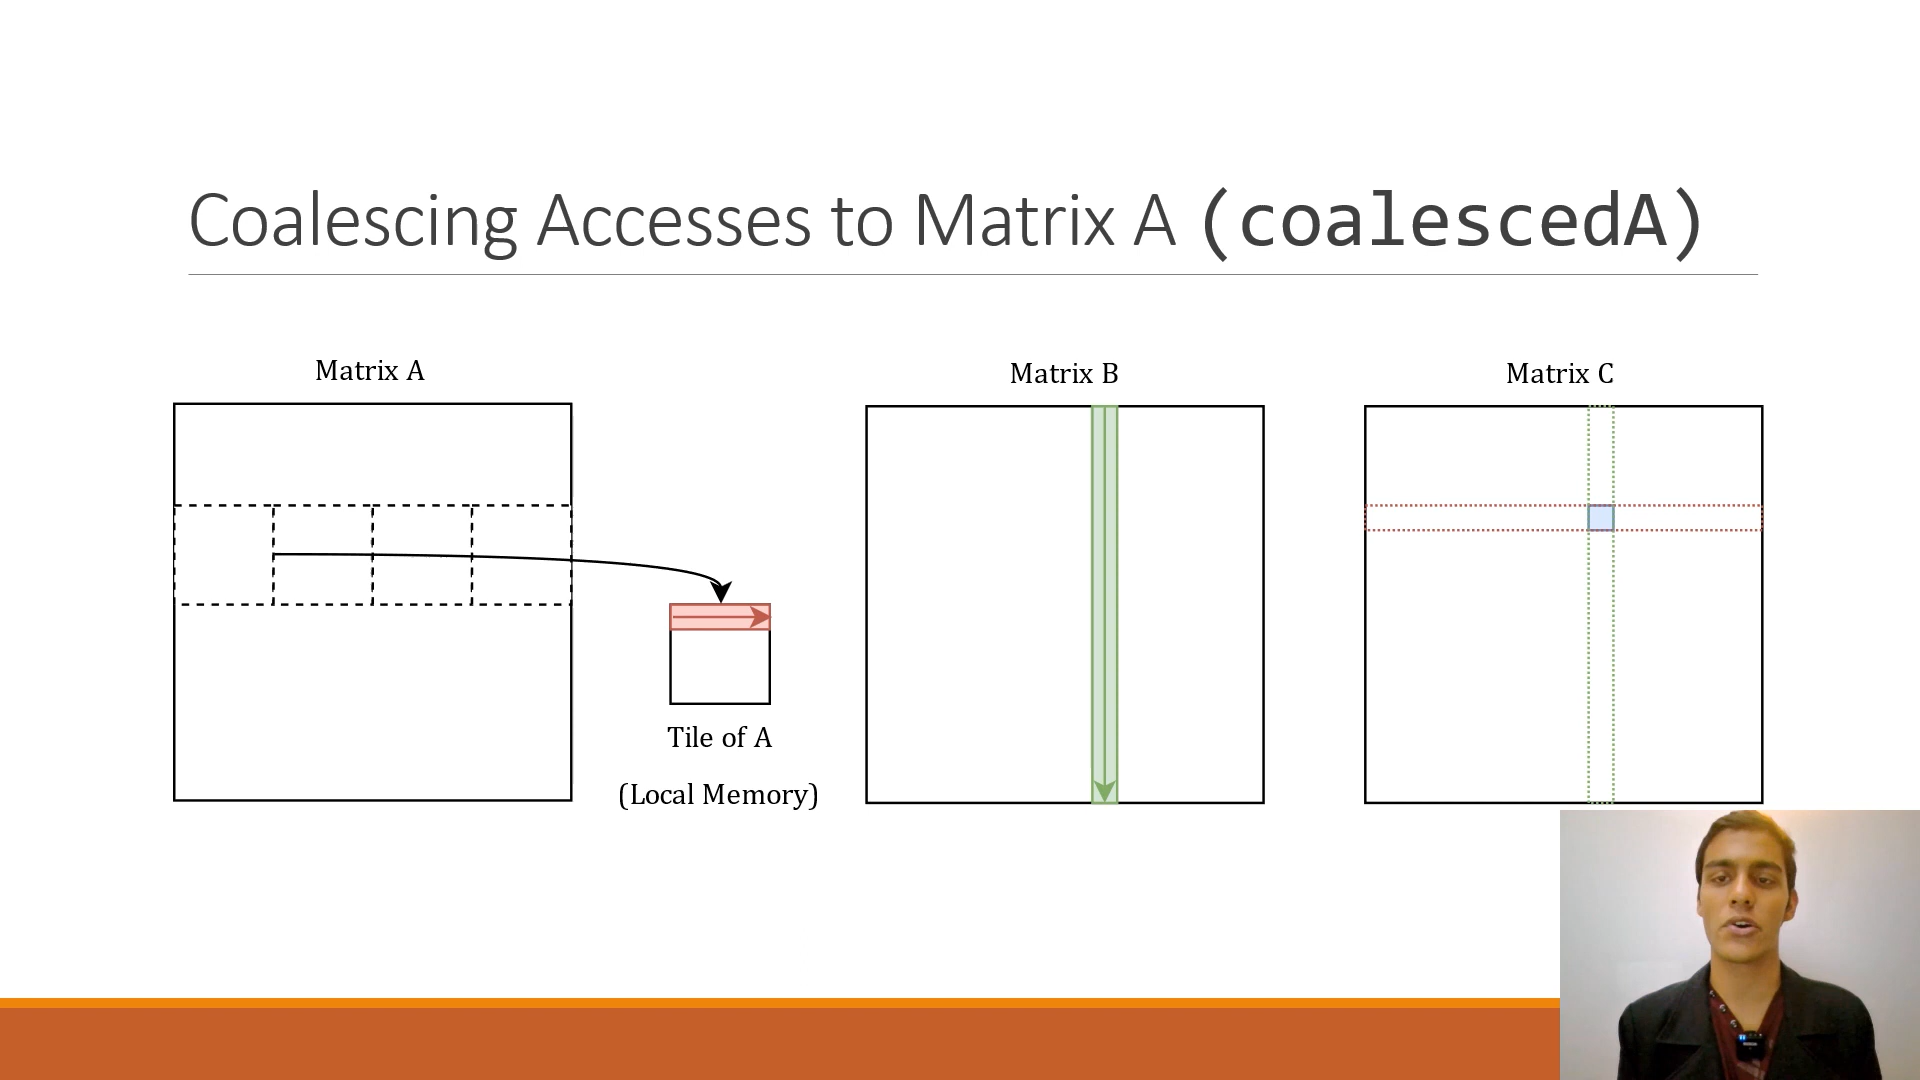 Coalescing Accesses to Matrix A (coalescedA)
Matrix A
Matrix B
Matrix C
Tile of A
(Local Memory)